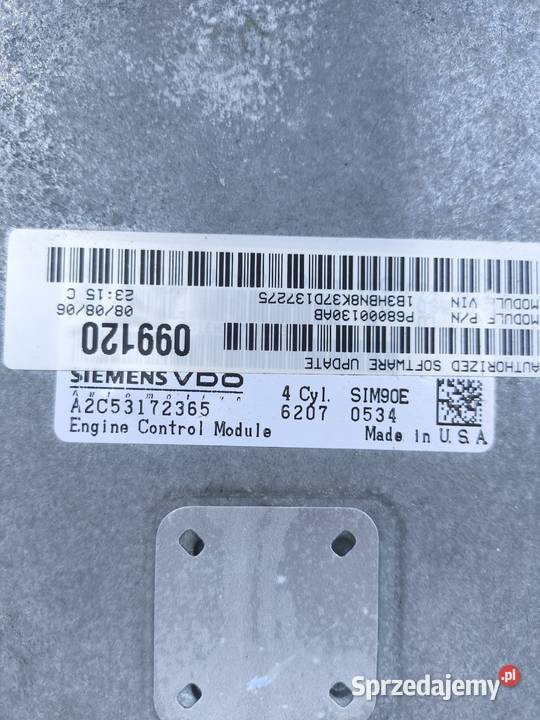 AUTHORIZED SOFTWARE UPDATE
099120
MODULE P/N P68000130AB 08/08/06
MODULE VIN 1B3HBN8K37D137275 23:15 C
SIEMENS VDO
Automotive
A2C53172365 4 Cyl. SIM90E
6207 0534
Engine Control Module Made in U.S.A
Sprzedajemy.pl